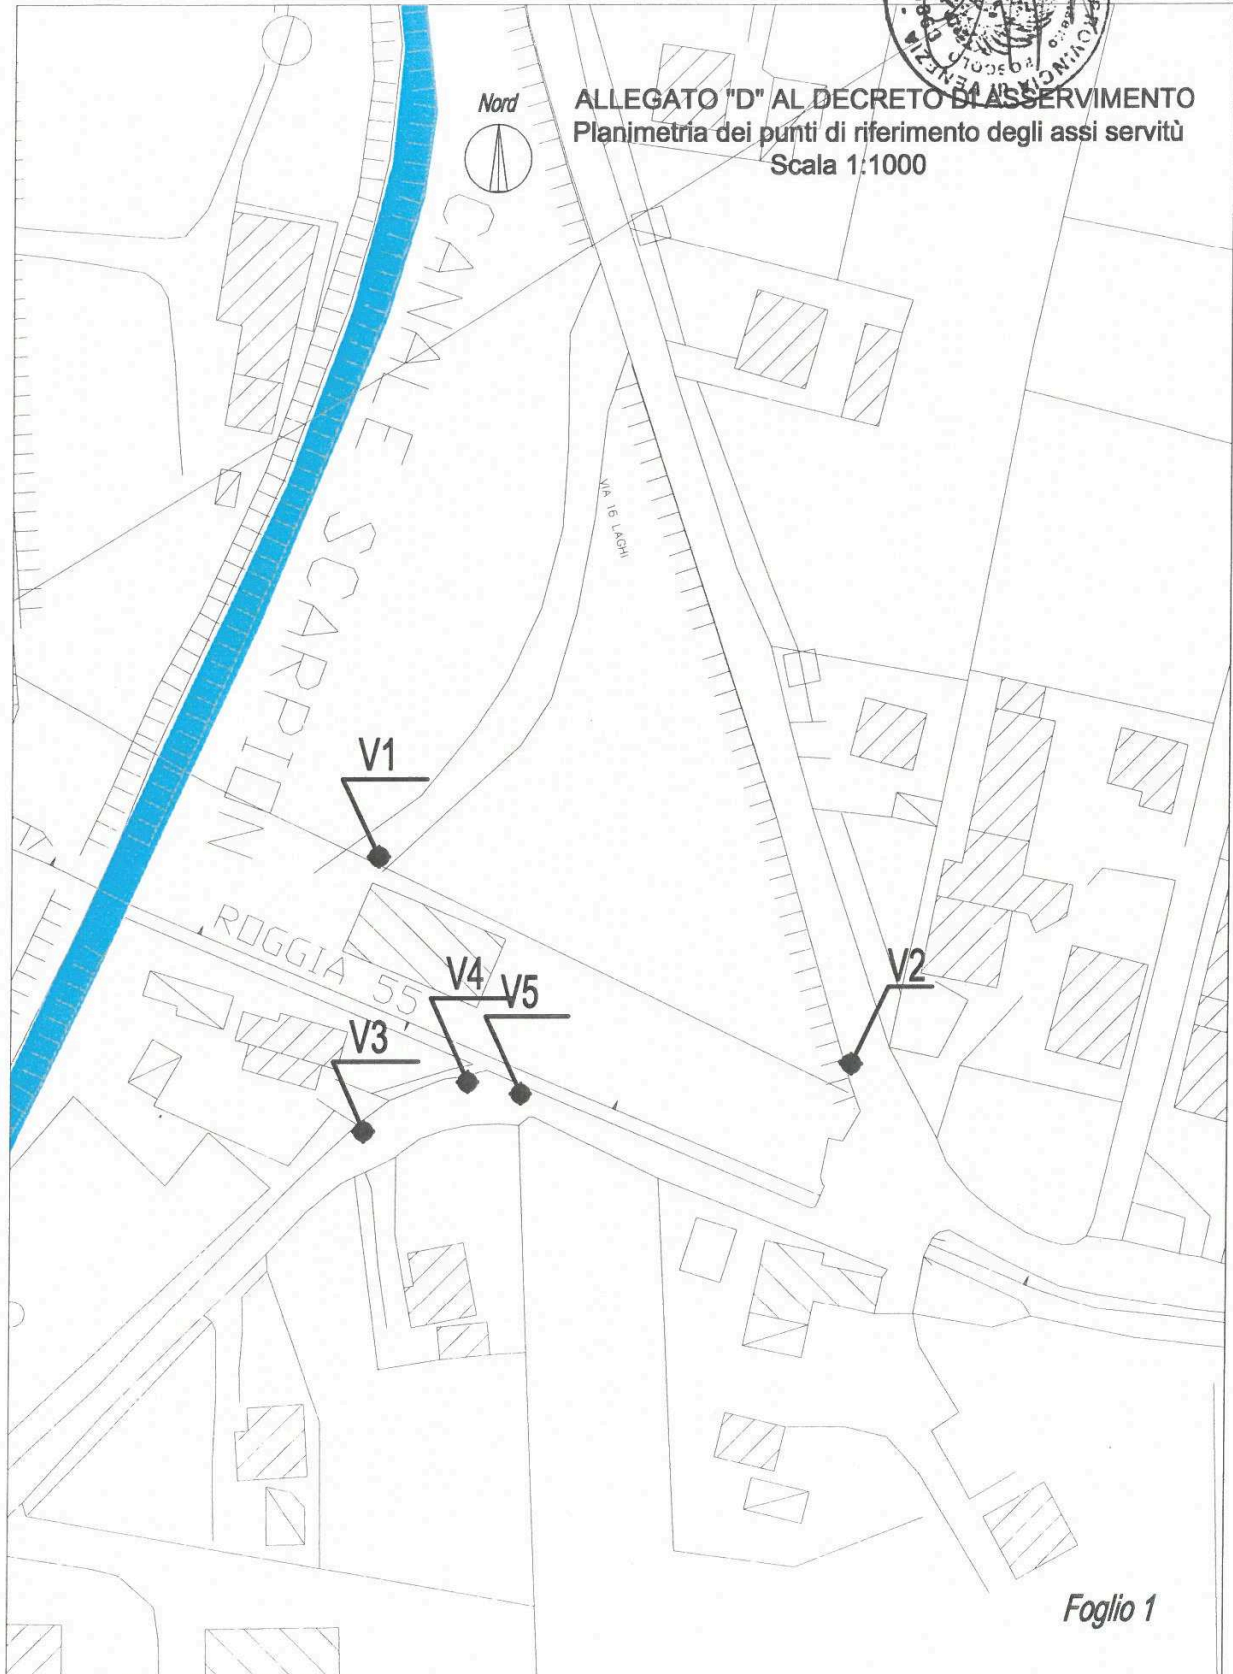 Nord
ALLEGATO "D" AL DECRETO DI ASSERVIMENTO
Planimetria dei punti di riferimento degli assi servitù
Scala 1:1000
VENEZIA
CANALE SCARPION
VIA 16 LAGHI
V1
ROGGIA 55
V2
V4
V5
V3
Foglio 1